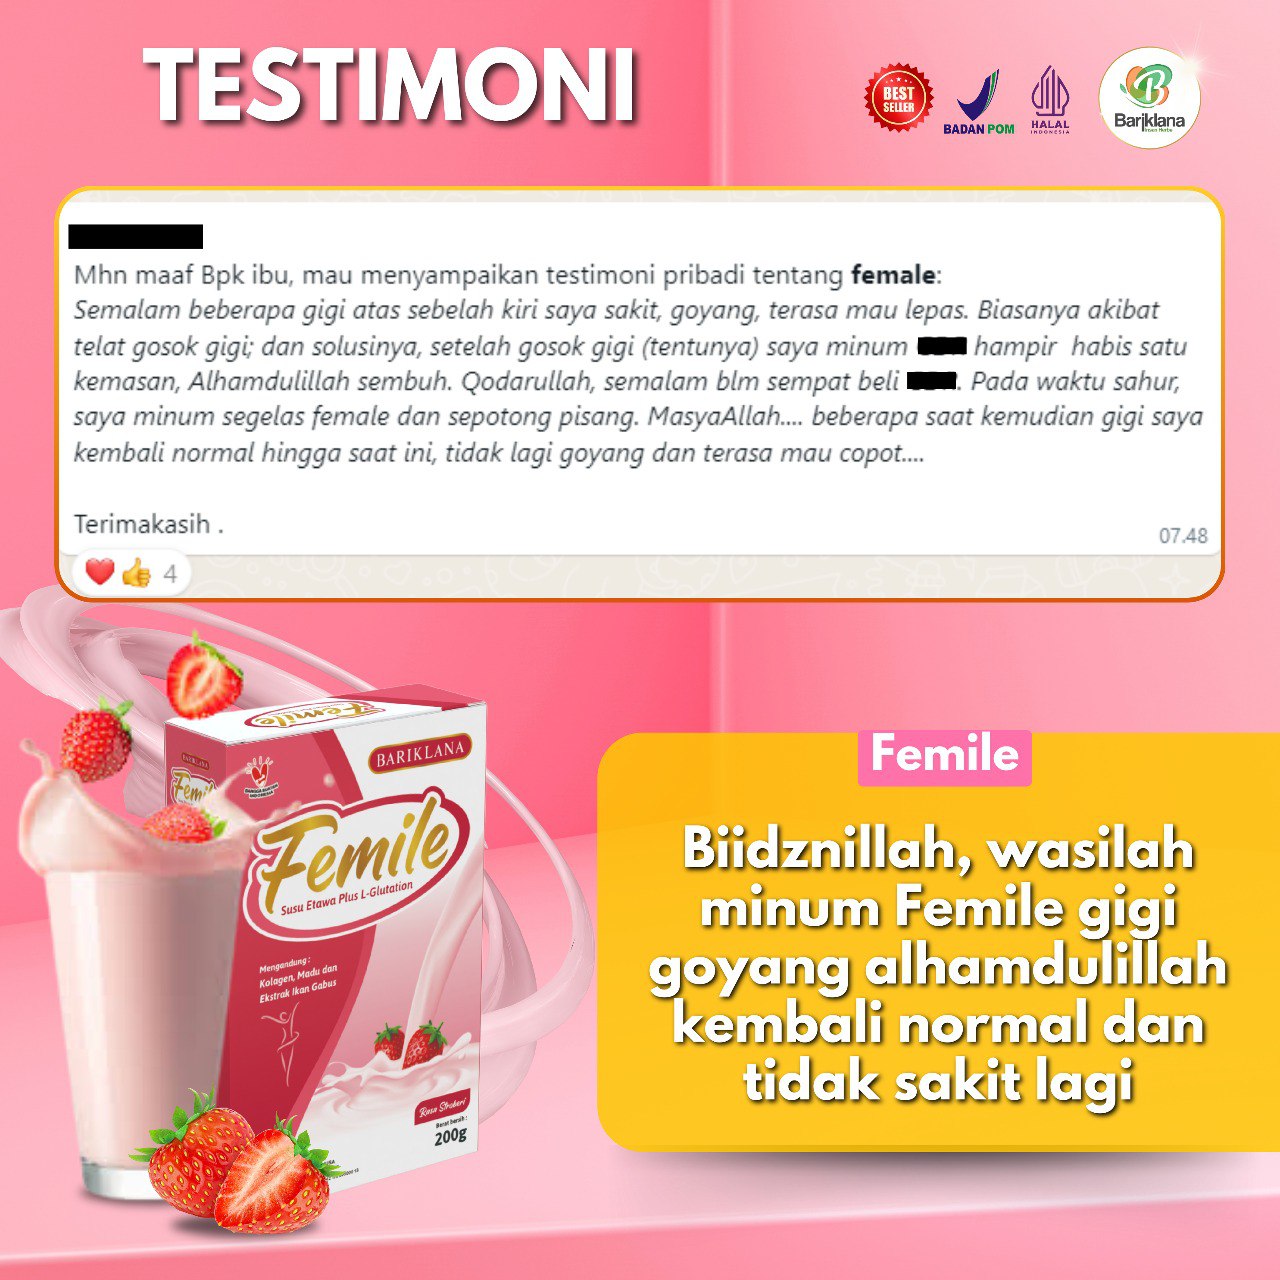 TESTIMONI
BEST
SELLER
BADAN POM
HALAL
INDONESIA
Bariklana
Mhn maaf Bpk ibu, mau menyampaikan testimoni pribadi tentang female:
Semalam beberapa gigi atas sebelah kiri saya sakit, goyang, terasa mau lepas. Biasanya akibat
telat gosok gigi; dan solusinya, setelah gosok gigi (tentunya) saya minum hampir habis satu
kemasan, Alhamdulillah sembuh. Qodarullah, semalam blm sempat beli . Pada waktu sahur,
saya minum segelas female dan sepotong pisang. MasyaAllah.... beberapa saat kemudian gigi saya
kembali normal hingga saat ini, tidak lagi goyang dan terasa mau copot....
Terimakasih .
07.48
4
Femile
BARIKLANA
BARIKLANA
Femile
Susu Etawa Plus L-Glutation
Mengandung :
Kolagen, Madu dan
Ekstrak Ikan Gabus
Rasa Stroberi
Berat bersih :
200g
Femile
Biidznillah, wasilah
minum Femile gigi
goyang alhamdulillah
kembali normal dan
tidak sakit lagi